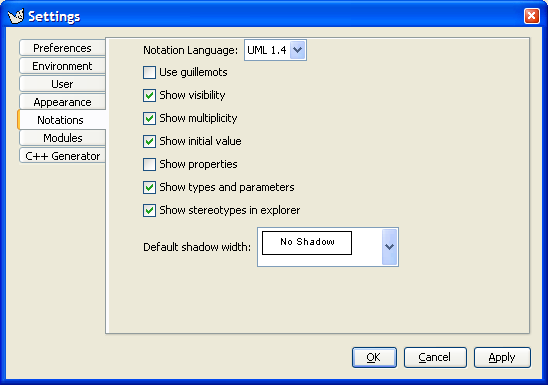 Settings
Preferences
Environment
User
Appearance
Notations
Modules
C++ Generator
Notation Language: UML 1.4
Use guillemots
Show visibility
Show multiplicity
Show initial value
Show properties
Show types and parameters
Show stereotypes in explorer
Default shadow width: No Shadow
OK Cancel Apply